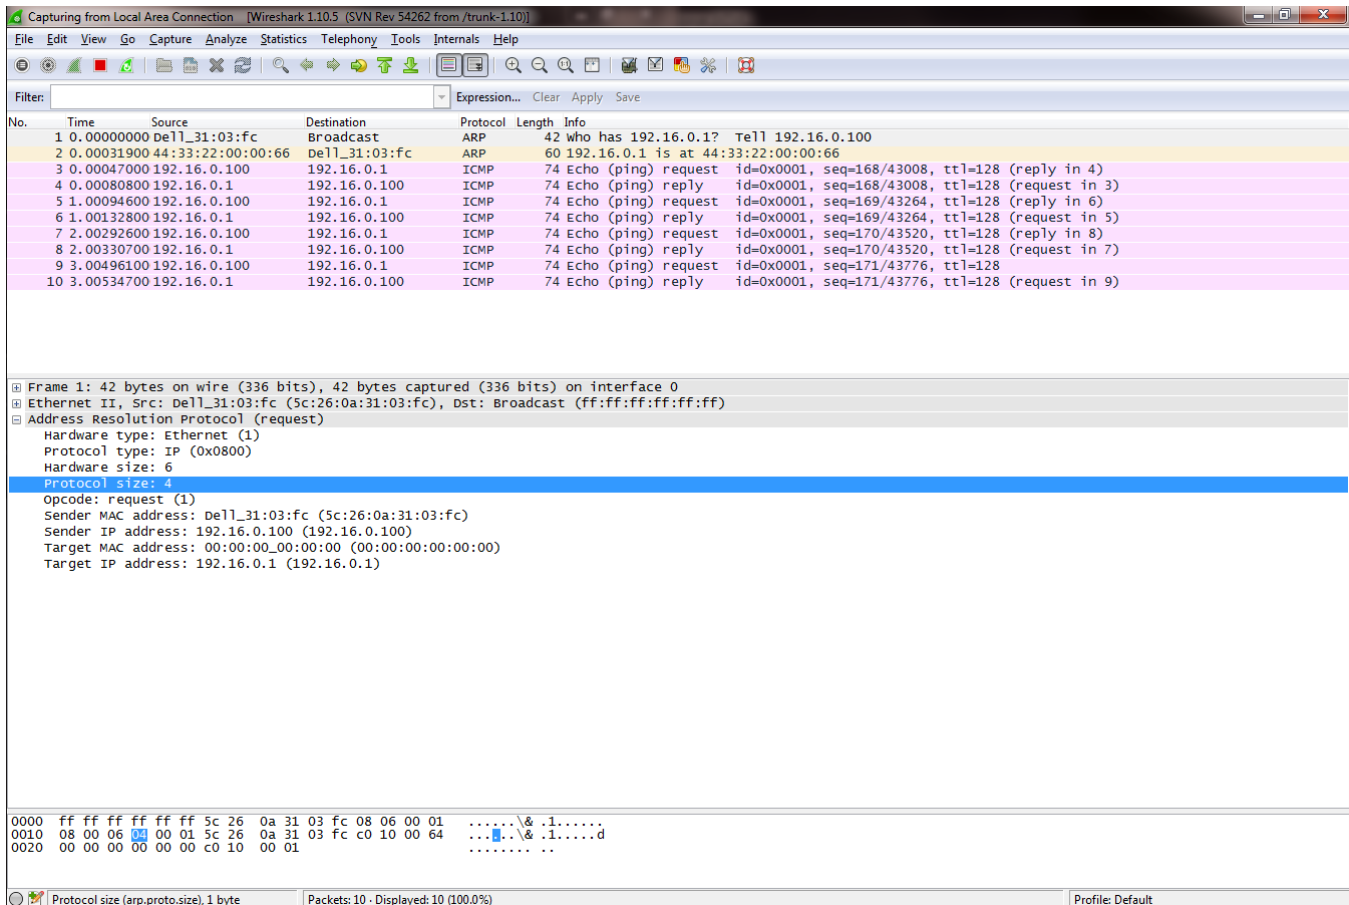 Capturing from Local Area Connection [Wireshark 1.10.5 (SVN Rev 54262 from /trunk-1.10)]
File Edit View Go Capture Analyze Statistics Telephony Tools Internals Help
Filter: Expression... Clear Apply Save
No. Time Source Destination Protocol Length Info
1 0.00000000 Dell_31:03:fc Broadcast ARP 42 Who has 192.16.0.1? Tell 192.16.0.100
2 0.00031900 44:33:22:00:00:66 Dell_31:03:fc ARP 60 192.16.0.1 is at 44:33:22:00:00:66
3 0.00047000 192.16.0.100 192.16.0.1 ICMP 74 Echo (ping) request id=0x0001, seq=168/43008, ttl=128 (reply in 4)
4 0.00080800 192.16.0.1 192.16.0.100 ICMP 74 Echo (ping) reply id=0x0001, seq=168/43008, ttl=128 (request in 3)
5 1.00094600 192.16.0.100 192.16.0.1 ICMP 74 Echo (ping) request id=0x0001, seq=169/43264, ttl=128 (reply in 6)
6 1.00132800 192.16.0.1 192.16.0.100 ICMP 74 Echo (ping) reply id=0x0001, seq=169/43264, ttl=128 (request in 5)
7 2.00292600 192.16.0.100 192.16.0.1 ICMP 74 Echo (ping) request id=0x0001, seq=170/43520, ttl=128 (reply in 8)
8 2.00330700 192.16.0.1 192.16.0.100 ICMP 74 Echo (ping) reply id=0x0001, seq=170/43520, ttl=128 (request in 7)
9 3.00496100 192.16.0.100 192.16.0.1 ICMP 74 Echo (ping) request id=0x0001, seq=171/43776, ttl=128
10 3.00534700 192.16.0.1 192.16.0.100 ICMP 74 Echo (ping) reply id=0x0001, seq=171/43776, ttl=128 (request in 9)
Frame 1: 42 bytes on wire (336 bits), 42 bytes captured (336 bits) on interface 0
Ethernet II, Src: Dell_31:03:fc (5c:26:0a:31:03:fc), Dst: Broadcast (ff:ff:ff:ff:ff:ff)
Address Resolution Protocol (request)
Hardware type: Ethernet (1)
Protocol type: IP (0x0800)
Hardware size: 6
Protocol size: 4
Opcode: request (1)
Sender MAC address: Dell_31:03:fc (5c:26:0a:31:03:fc)
Sender IP address: 192.16.0.100 (192.16.0.100)
Target MAC address: 00:00:00_00:00:00 (00:00:00:00:00:00)
Target IP address: 192.16.0.1 (192.16.0.1)
0000 ff ff ff ff ff ff 5c 26 0a 31 03 fc 08 06 00 01 ......\& .1......
0010 08 00 06 04 00 01 5c 26 0a 31 03 fc c0 10 00 64 ......\& .1.....d
0020 00 00 00 00 00 00 c0 10 00 01 ........ ..
Protocol size (arp.proto.size), 1 byte Packets: 10 · Displayed: 10 (100.0%) Profile: Default